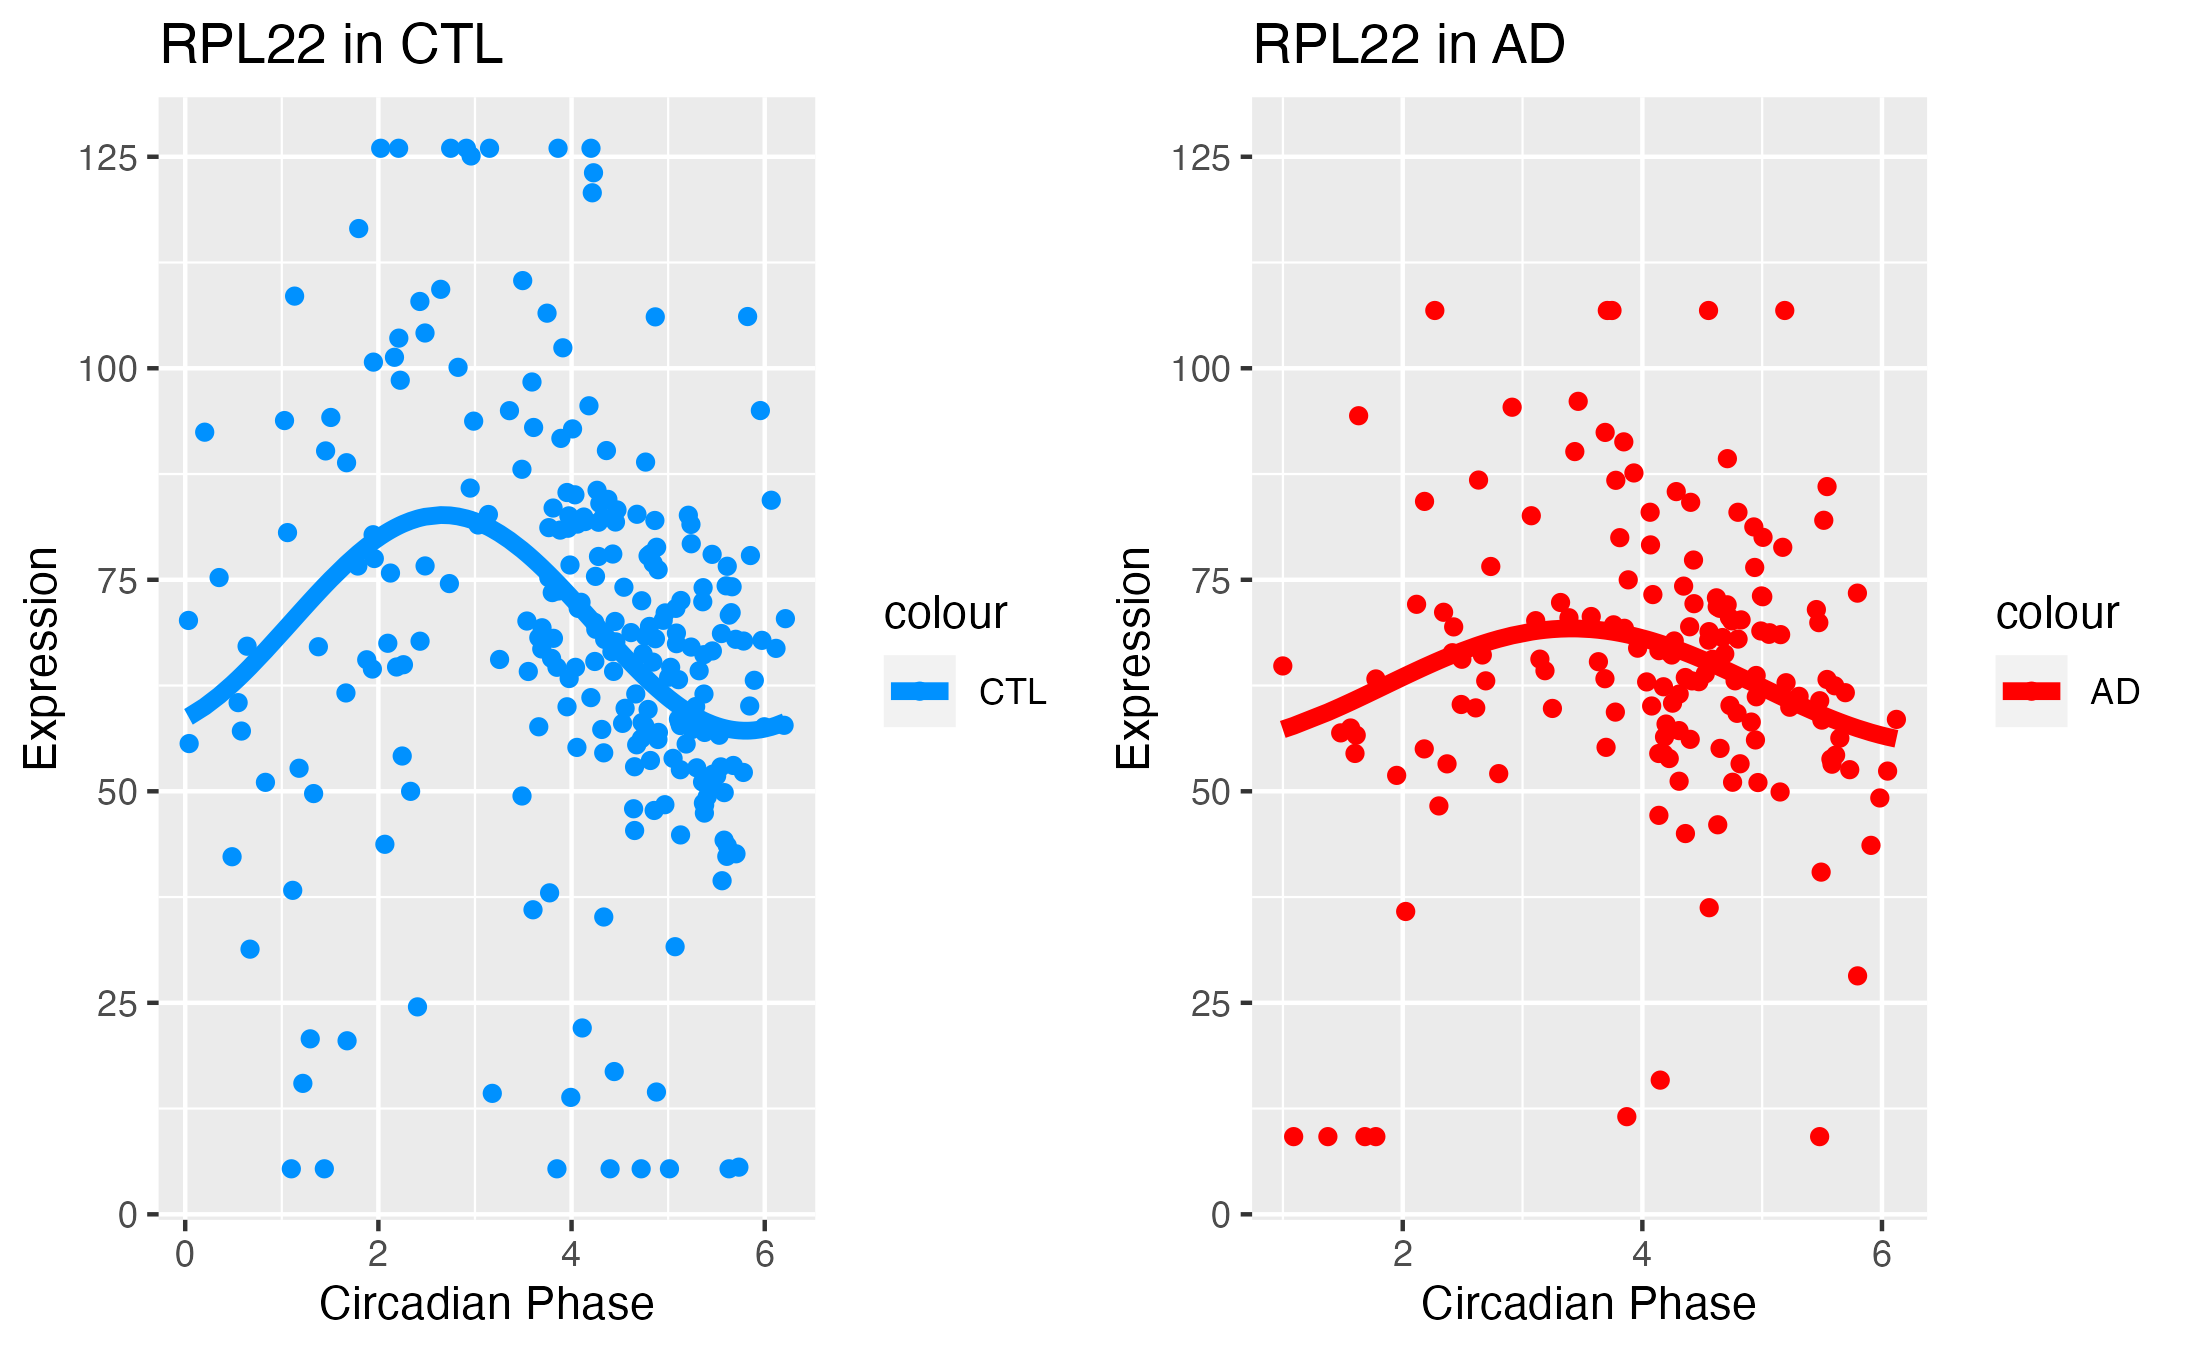 RPL22 in CTL
125
100
75
50
25
0
Expression
0 2 4 6
Circadian Phase
colour
CTL
RPL22 in AD
125
100
75
50
25
0
Expression
2 4 6
Circadian Phase
colour
AD